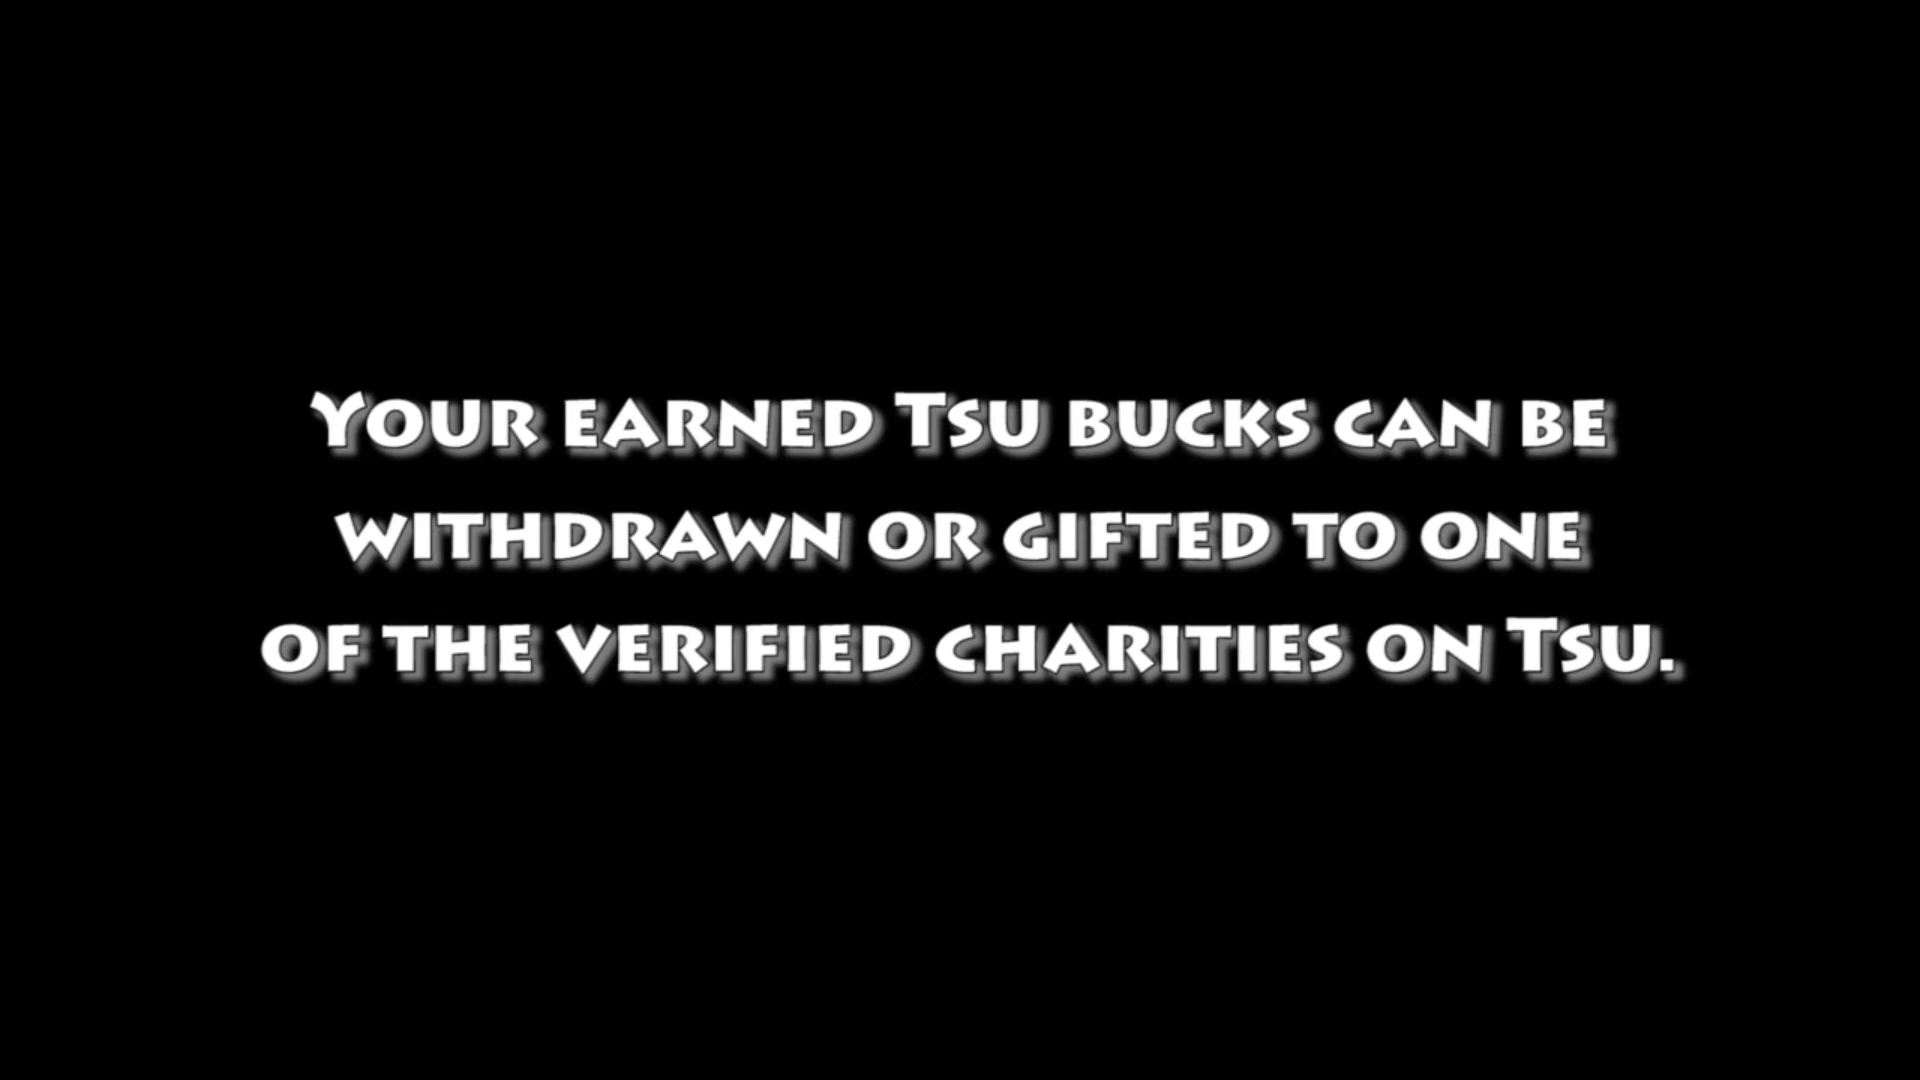 Your earned Tsu bucks can be
withdrawn or gifted to one
of the verified charities on Tsu.